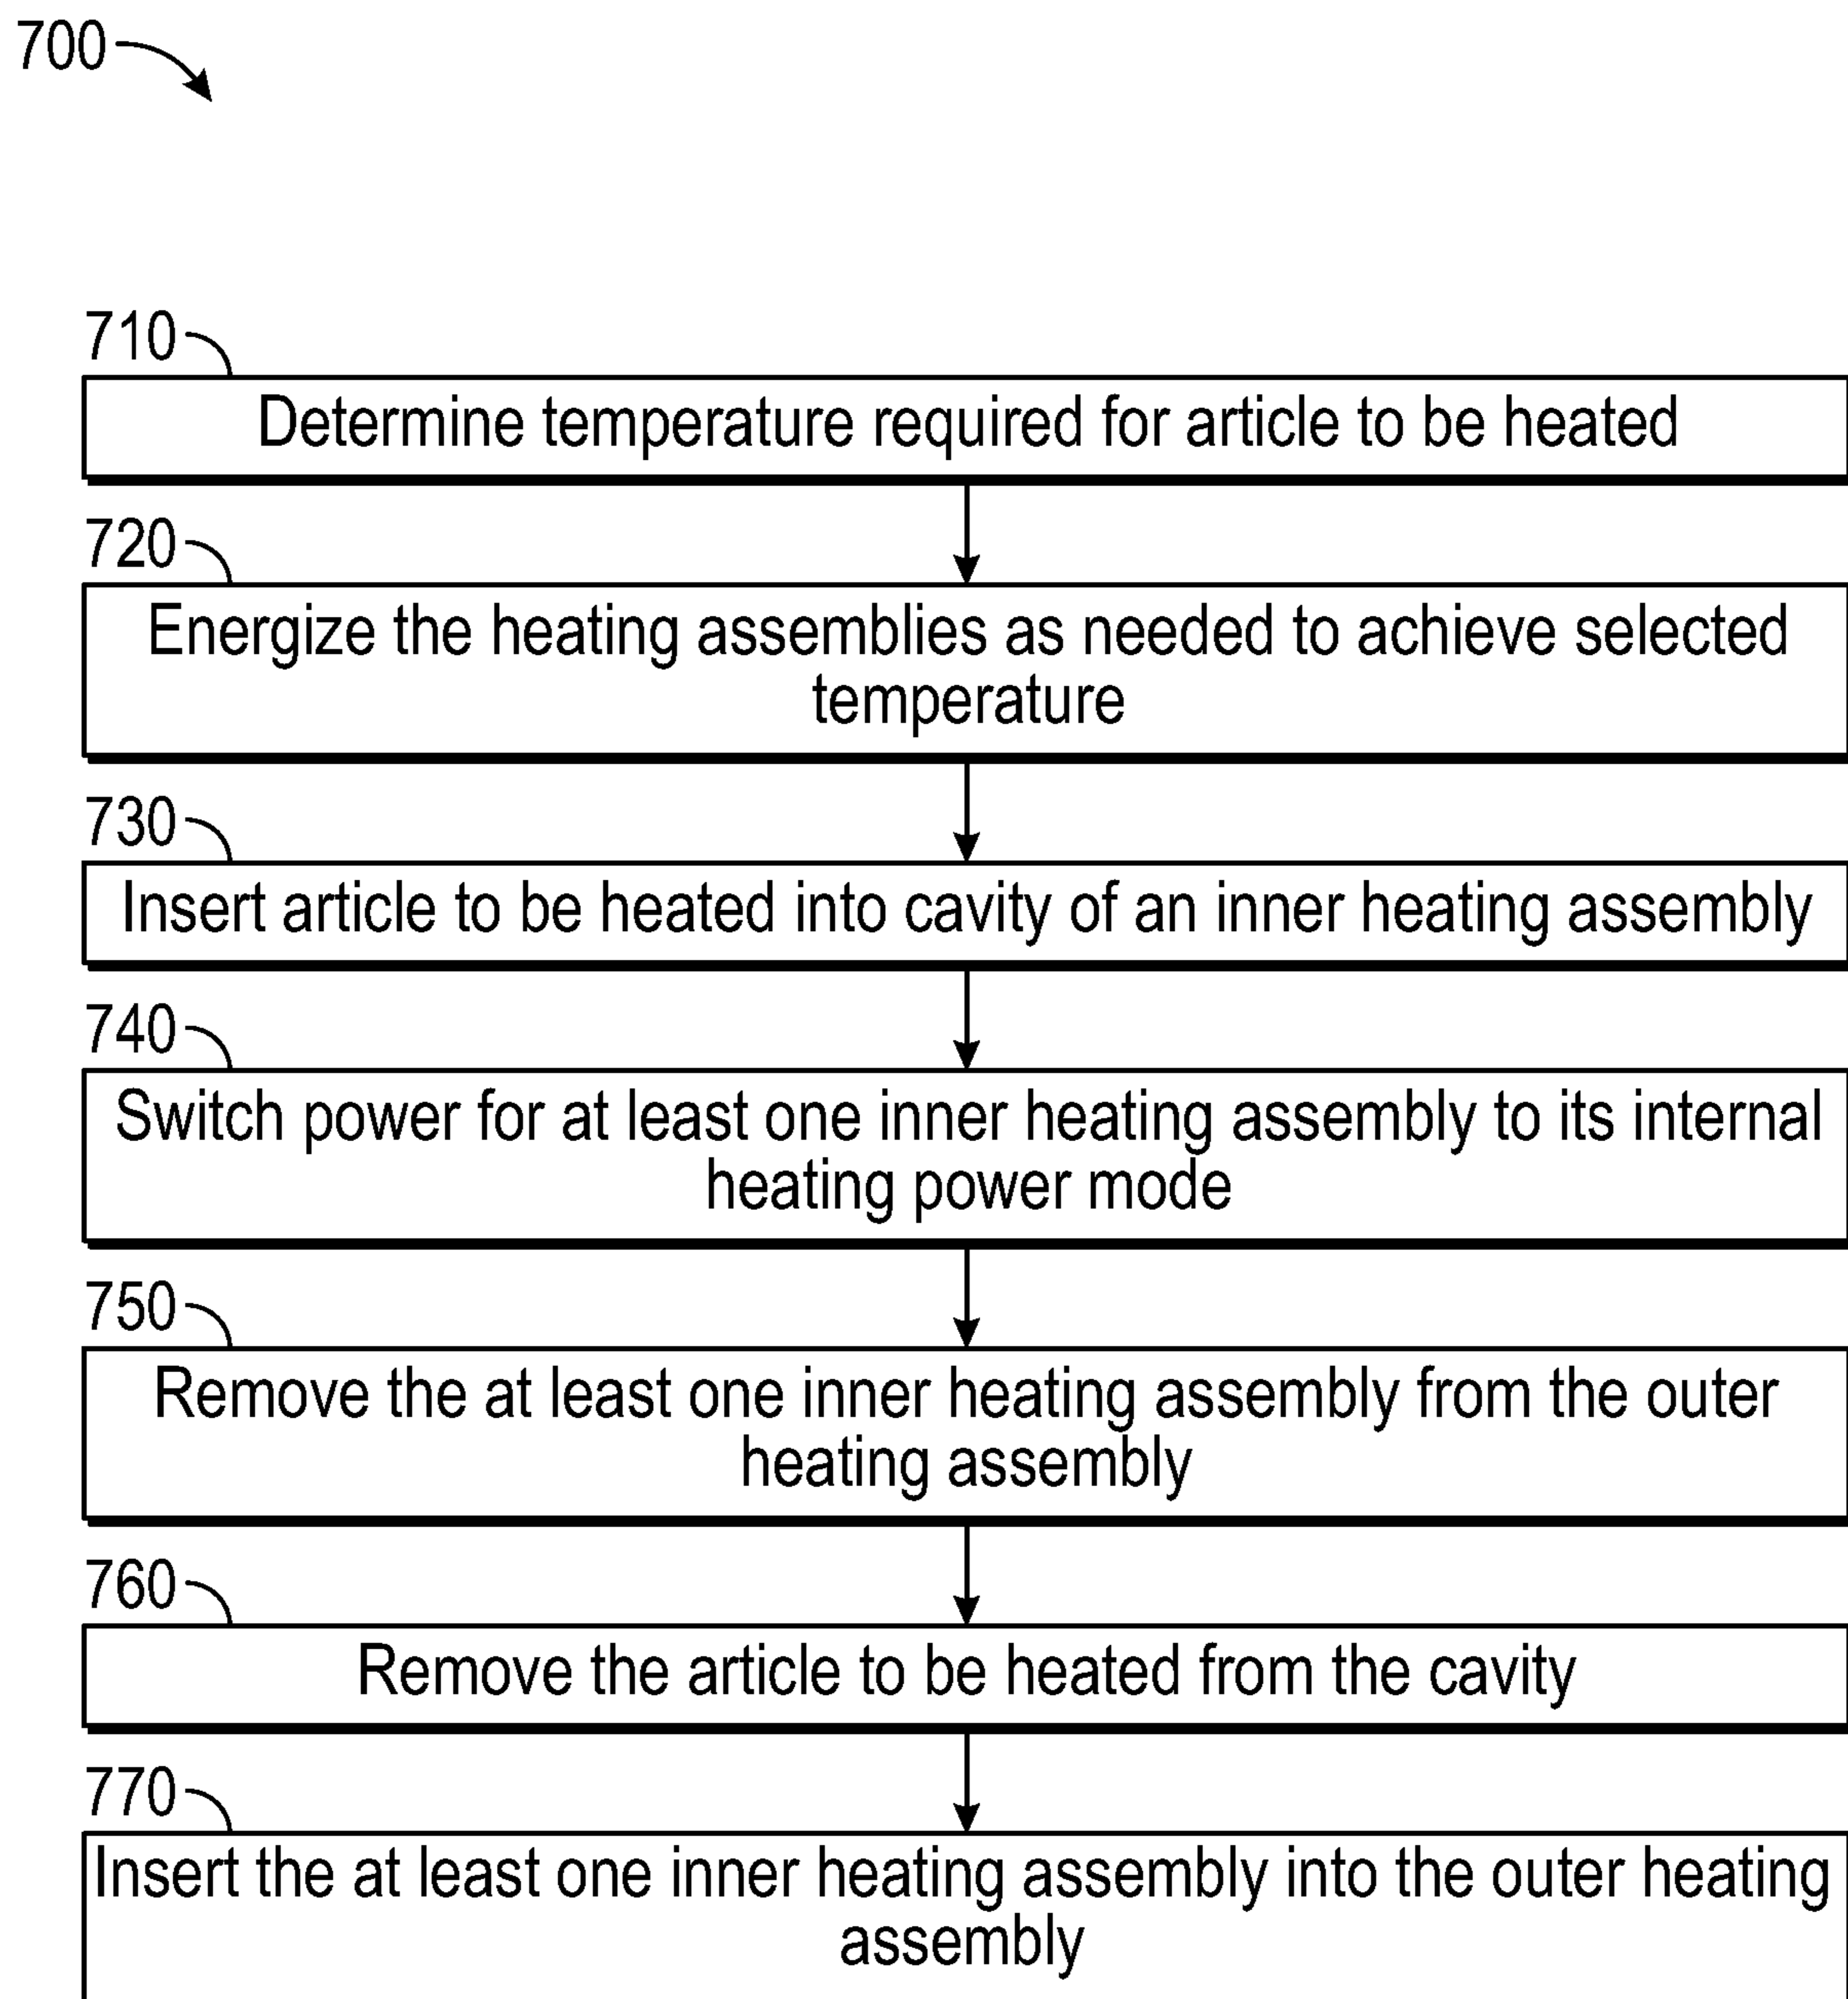 700
710
Determine temperature required for article to be heated
720
Energize the heating assemblies as needed to achieve selected
temperature
730
Insert article to be heated into cavity of an inner heating assembly
740
Switch power for at least one inner heating assembly to its internal
heating power mode
750
Remove the at least one inner heating assembly from the outer
heating assembly
760
Remove the article to be heated from the cavity
770
Insert the at least one inner heating assembly into the outer heating
assembly